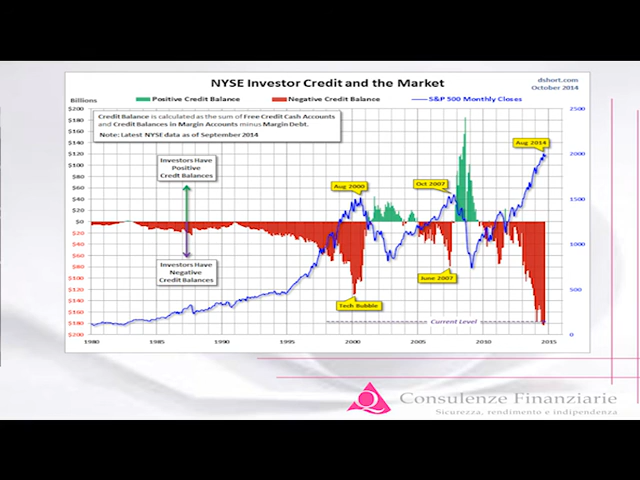 NYSE Investor Credit and the Market
dshort.com
October 2014
Billions
Positive Credit Balance
Negative Credit Balance
S&P 500 Monthly Closes
Credit Balance is calculated as the sum of Free Credit Cash Accounts
and Credit Balances in Margin Accounts minus Margin Debt.
Note: Latest NYSE data as of September 2014
$200
$180
$160
$140
$120
$100
$80
$60
$40
$20
$0
$20
$40
$60
$80
$100
$120
$140
$160
$180
$200
2500
2000
1500
1000
500
0
Investors Have
Positive
Credit Balances
Investors Have
Negative
Credit Balances
Aug 2000
Oct 2007
Aug 2014
June 2007
Tech Bubble
Current Level
1980
1985
1990
1995
2000
2005
2010
2015
Q
Consulenze Finanziarie
Sicurezza, rendimento e indipendenza